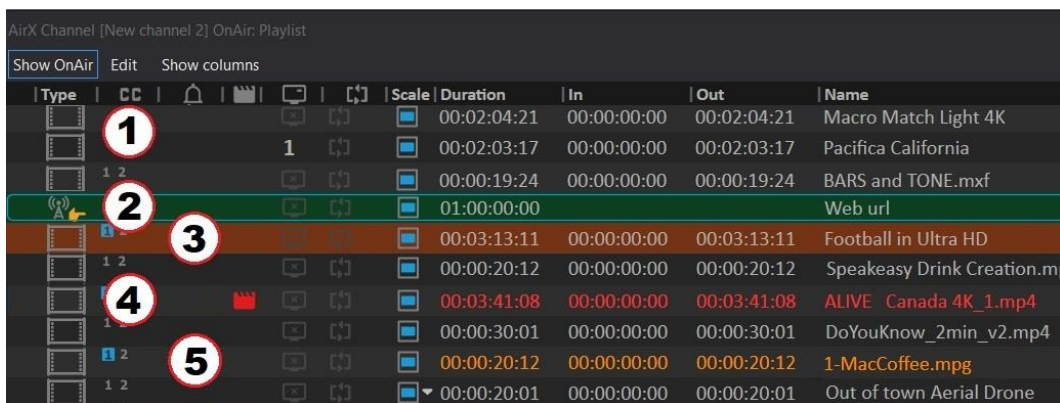 AirX Channel [New channel 2] OnAir: Playlist
Show OnAir Edit Show columns
Type CC Scale Duration In Out Name
00:02:04:21 00:00:00:00 00:02:04:21 Macro Match Light 4K
1
1 00:02:03:17 00:00:00:00 00:02:03:17 Pacifica California
1 2 00:00:19:24 00:00:00:00 00:00:19:24 BARS and TONE.mxf
2 01:00:00:00 Web url
1 3 00:03:13:11 00:00:00:00 00:03:13:11 Football in Ultra HD
1 2 00:00:20:12 00:00:00:00 00:00:20:12 Speakeasy Drink Creation.m
4 00:03:41:08 00:00:00:00 00:03:41:08 ALIVE Canada 4K_1.mp4
1 2 00:00:30:01 00:00:00:00 00:00:30:01 DoYouKnow_2min_v2.mp4
1 2 5 00:00:20:12 00:00:00:00 00:00:20:12 1-MacCoffee.mpg
1 2 00:00:20:01 00:00:00:00 00:00:20:01 Out of town Aerial Drone